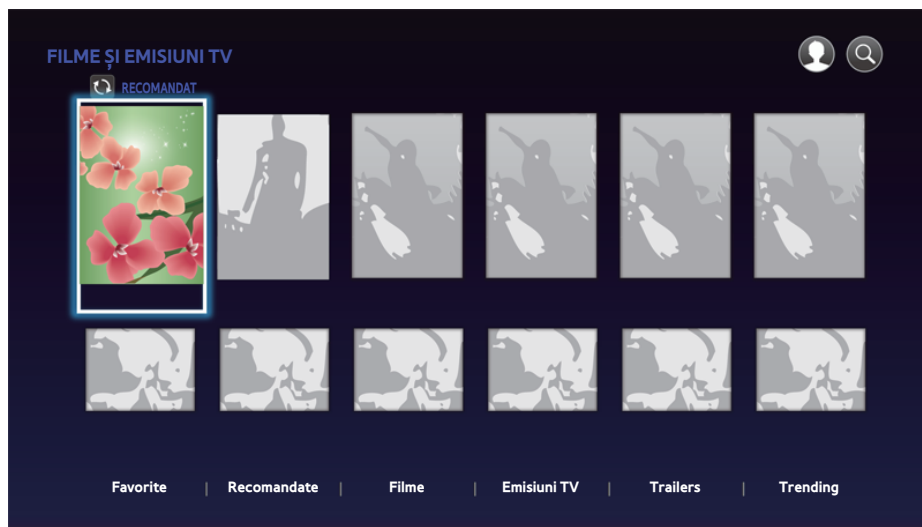 FILME ȘI EMISIUNI TV
RECOMANDAT
Favorite | Recomandate | Filme | Emisiuni TV | Trailers | Trending